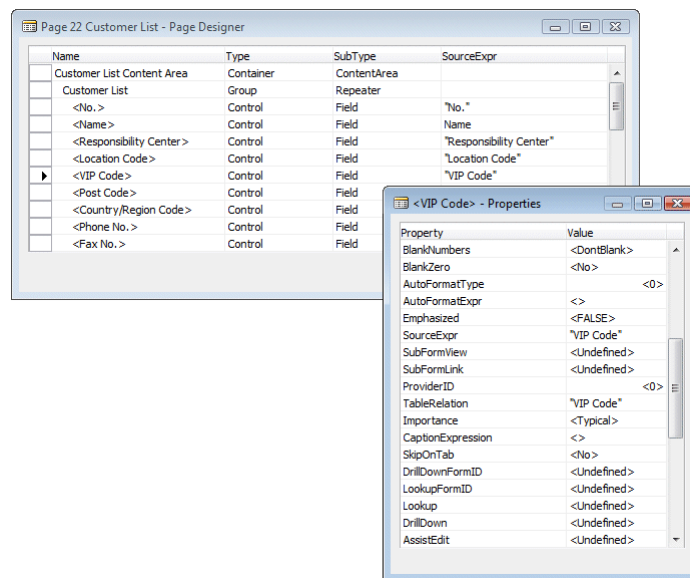 Page 22 Customer List - Page Designer
Name Type SubType SourceExpr
Customer List Content Area Container ContentArea
Customer List Group Repeater
<No.> Control Field "No."
<Name> Control Field Name
<Responsibility Center> Control Field "Responsibility Center"
<Location Code> Control Field "Location Code"
<VIP Code> Control Field "VIP Code"
<Post Code> Control Field
<Country/Region Code> Control Field
<Phone No.> Control Field
<Fax No.> Control Field
<VIP Code> - Properties
Property Value
BlankNumbers <DontBlank>
BlankZero <No>
AutoFormatType <0>
AutoFormatExpr <>
Emphasized <FALSE>
SourceExpr "VIP Code"
SubFormView <Undefined>
SubFormLink <Undefined>
ProviderID <0>
TableRelation "VIP Code"
Importance <Typical>
CaptionExpression <>
SkipOnTab <No>
DrillDownFormID <Undefined>
LookupFormID <Undefined>
Lookup <Undefined>
DrillDown <Undefined>
AssistEdit <Undefined>